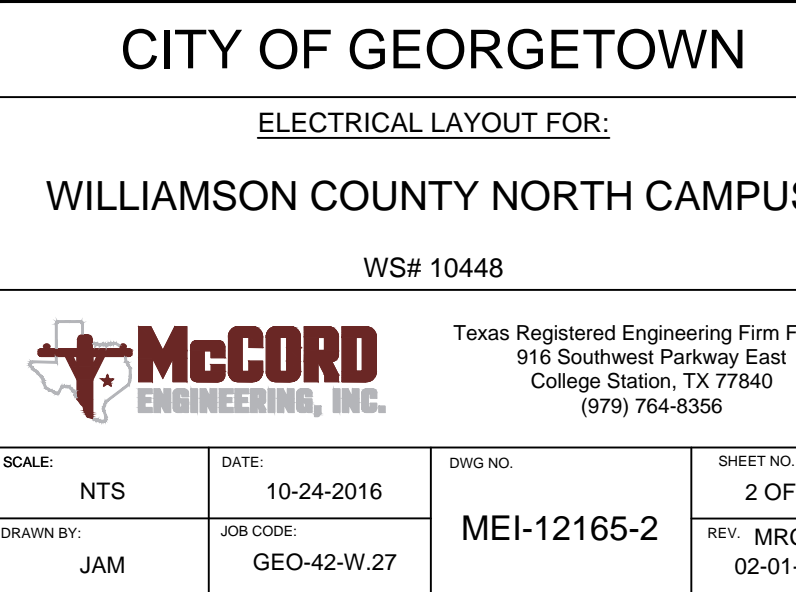 CITY OF GEORGETOWN
ELECTRICAL LAYOUT FOR:
WILLIAMSON COUNTY NORTH CAMPUS
WS# 10448
McCORD
ENGINEERING, INC.
Texas Registered Engineering Firm
916 Southwest Parkway East
College Station, TX 77840
(979) 764-8356
SCALE:
NTS
DATE:
10-24-2016
DWG NO.
MEI-12165-2
SHEET NO.
2 OF
DRAWN BY:
JAM
JOB CODE:
GEO-42-W.27
REV.
02-01-